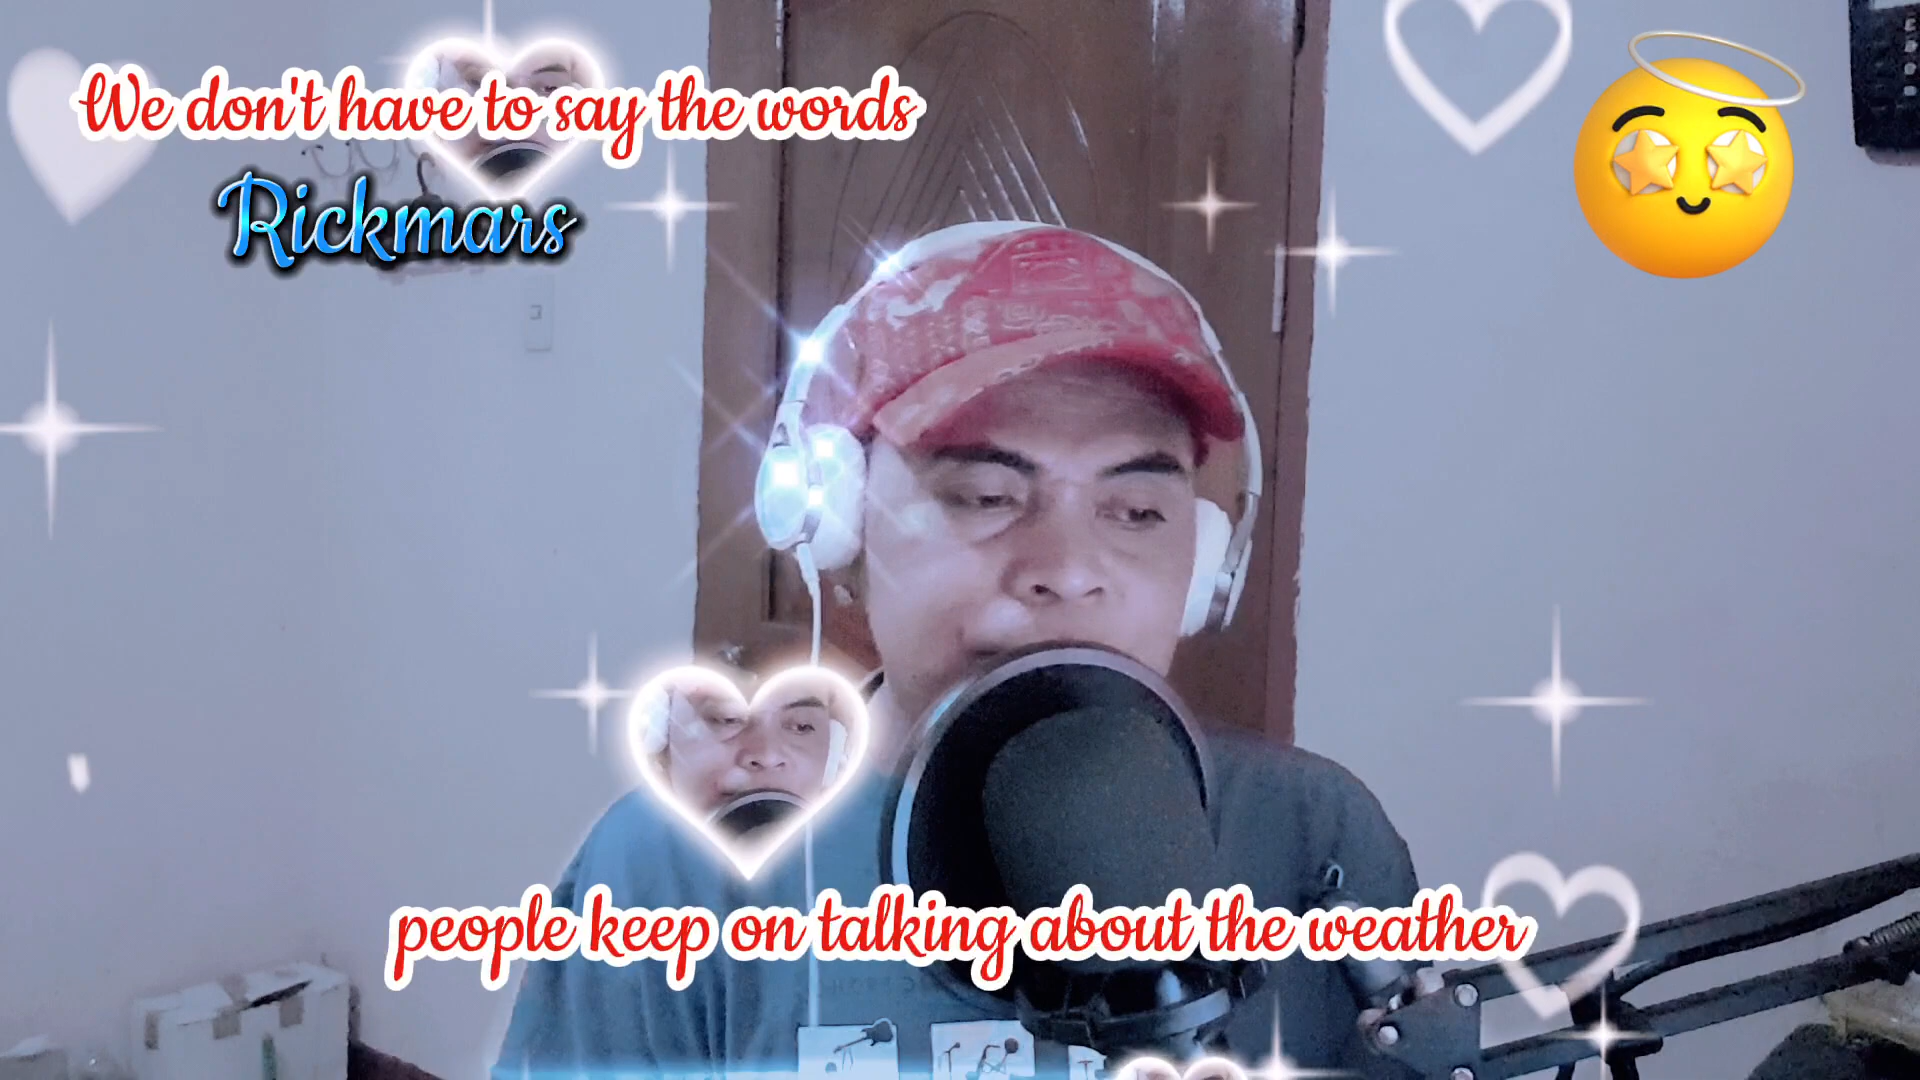 We don't have to say the words
Rickmars
people keep on talking about the weather